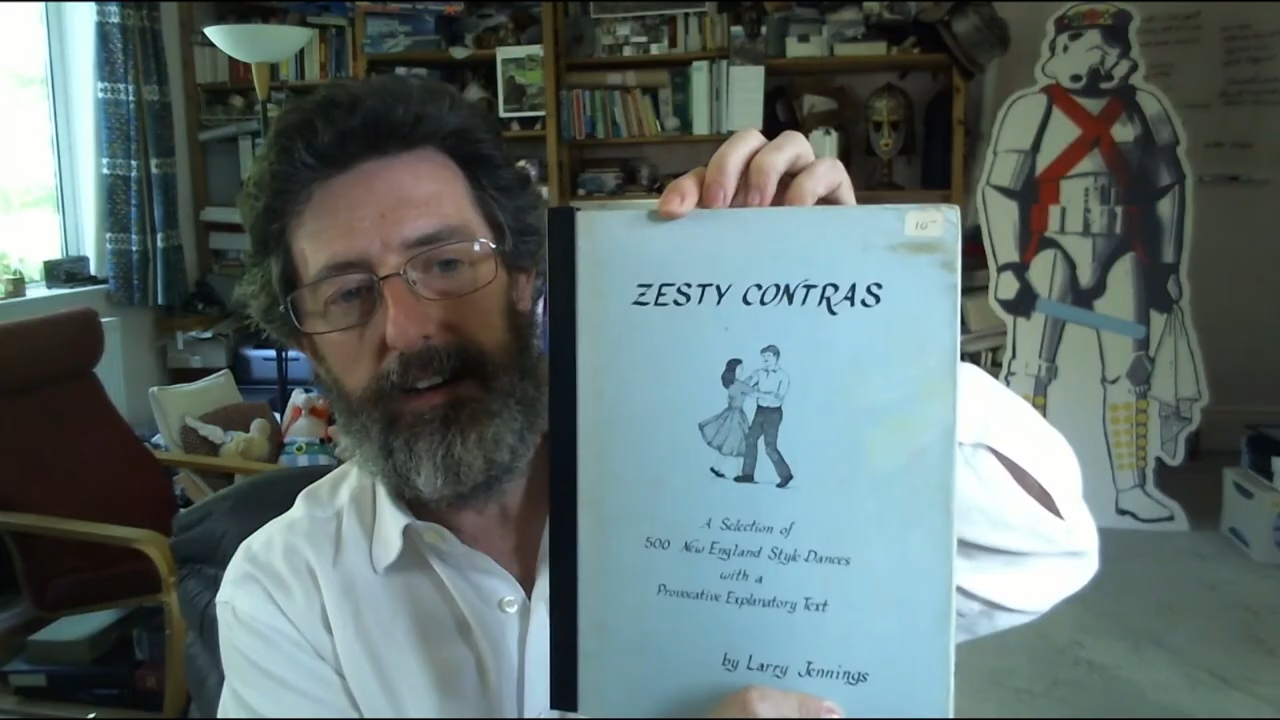 10-
ZESTY CONTRAS
A Selection of
500 New England Style Dances
with a
Provocative Explanatory Text
by Larry Jennings